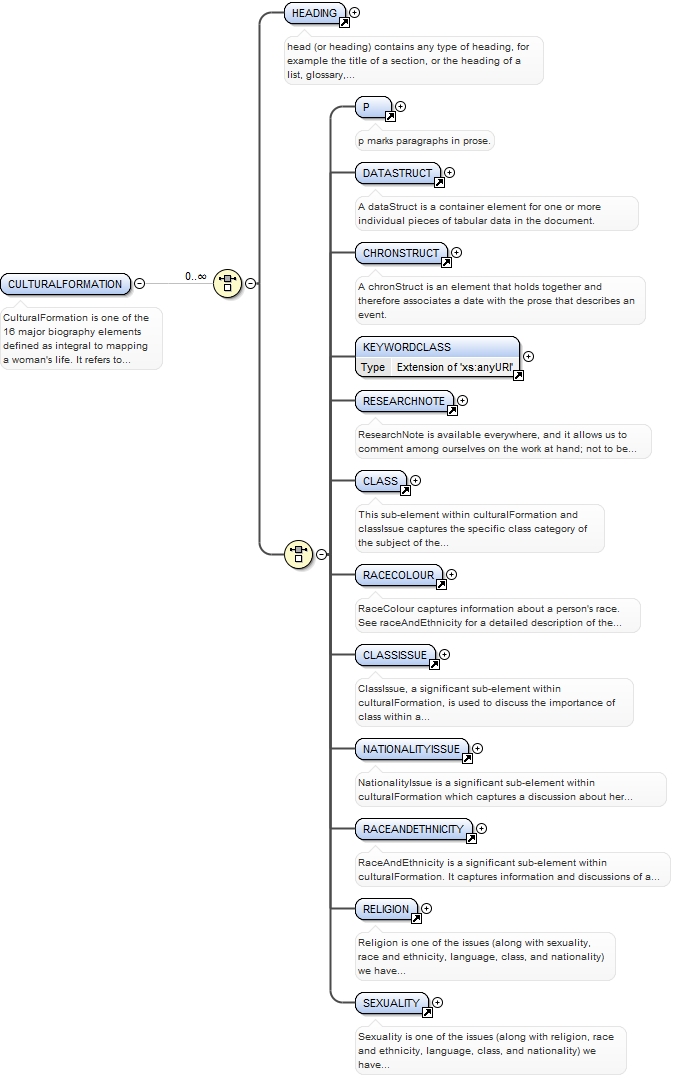 HEADING
head (or heading) contains any type of heading, for
example the title of a section, or the heading of a
list, glossary,...
P
p marks paragraphs in prose.
DATASTRUCT
A dataStruct is a container element for one or more
individual pieces of tabular data in the document.
CHRONSTRUCT
0..∞
CULTURALFORMATION
A chronStruct is an element that holds together and
therefore associates a date with the prose that describes an
event.
CulturalFormation is one of the
16 major biography elements
defined as integral to mapping
a woman's life. It refers to...
KEYWORDCLASS
Type Extension of 'xs:anyURI'
RESEARCHNOTE
ResearchNote is available everywhere, and it allows us to
comment among ourselves on the work at hand; not to be...
CLASS
This sub-element within culturalFormation and
classIssue captures the specific class category of
the subject of the...
RACECOLOUR
RaceColour captures information about a person's race.
See raceAndEthnicity for a detailed description of the...
CLASSISSUE
ClassIssue, a significant sub-element within
culturalFormation, is used to discuss the importance of
class within a...
NATIONALITYISSUE
NationalityIssue is a significant sub-element within
culturalFormation which captures a discussion about her...
RACEANDETHNICITY
RaceAndEthnicity is a significant sub-element within
culturalFormation. It captures information and discussions of a...
RELIGION
Religion is one of the issues (along with sexuality,
race and ethnicity, language, class, and nationality)
we have...
SEXUALITY
Sexuality is one of the issues (along with religion, race
and ethnicity, language, class, and nationality) we
have...